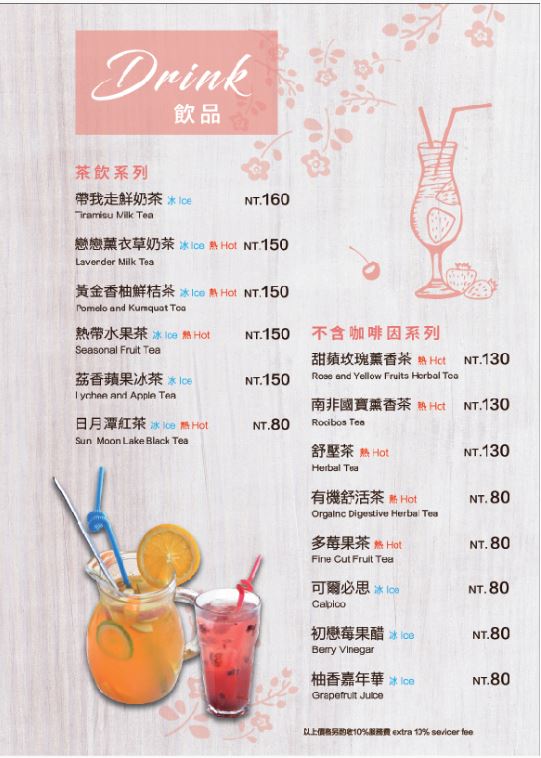 Drink
飲品
茶飲系列
帶我走鮮奶茶 冰 Ice NT.160
Tiramisu Milk Tea
戀戀薰衣草奶茶 冰 Ice 熱 Hot NT.150
Lavender Milk Tea
黃金香柚鮮桔茶 冰 Ice 熱 Hot NT.150
Pomelo and Kumquat Tea
熱帶水果茶 冰 Ice 熱 Hot NT.150
Seasonal Fruit Tea
荔香蘋果冰茶 冰 Ice NT.150
Lychee and Apple Tea
日月潭紅茶 冰 Ice 熱 Hot NT.80
Sun Moon Lake Black Tea
不含咖啡因系列
甜蘋玫瑰薰香茶 熱 Hot NT.130
Rose and Yellow Fruits Herbal Tea
南非國寶薰香茶 熱 Hot NT.130
Rooibos Tea
舒壓茶 熱 Hot NT.130
Herbal Tea
有機舒活茶 熱 Hot NT. 80
Orgainc Digestive Herbal Tea
多莓果茶 熱 Hot NT. 80
Fine Cut Fruit Tea
可爾必思 冰 Ice NT. 80
Calpico
初戀莓果醋 冰 Ice NT.80
Berry Vinegar
柚香嘉年華 冰 Ice NT.80
Grapefruit Juice
以上價格另酌收10%服務費 extra 10% sevicer fee